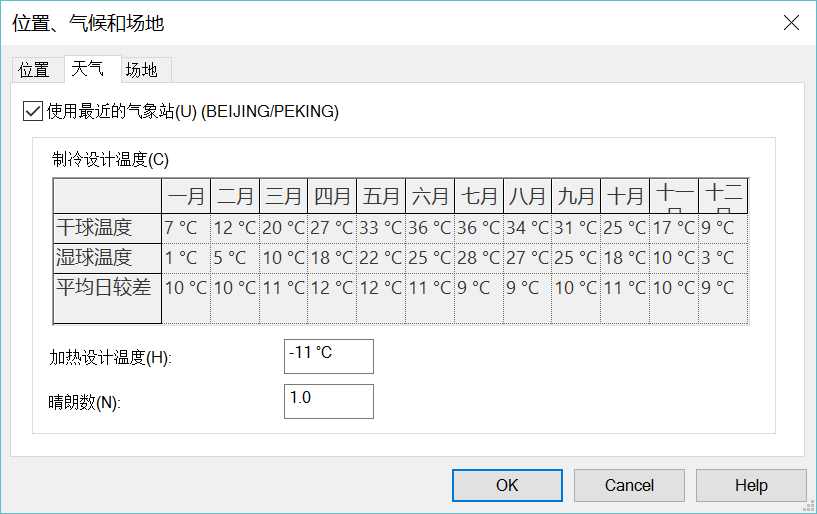 位置、气候和场地
位置 天气 场地
使用最近的气象站(U) (BEIJING/PEKING)
制冷设计温度(C)
一月 二月 三月 四月 五月 六月 七月 八月 九月 十月 十一 十二
干球温度 7 °C 12 °C 20 °C 27 °C 33 °C 36 °C 36 °C 34 °C 31 °C 25 °C 17 °C 9 °C
湿球温度 1 °C 5 °C 10 °C 18 °C 22 °C 25 °C 28 °C 27 °C 25 °C 18 °C 10 °C 3 °C
平均日较差 10 °C 10 °C 11 °C 12 °C 12 °C 11 °C 9 °C 9 °C 10 °C 11 °C 10 °C 9 °C
加热设计温度(H): -11 °C
晴朗数(N): 1.0
OK Cancel Help